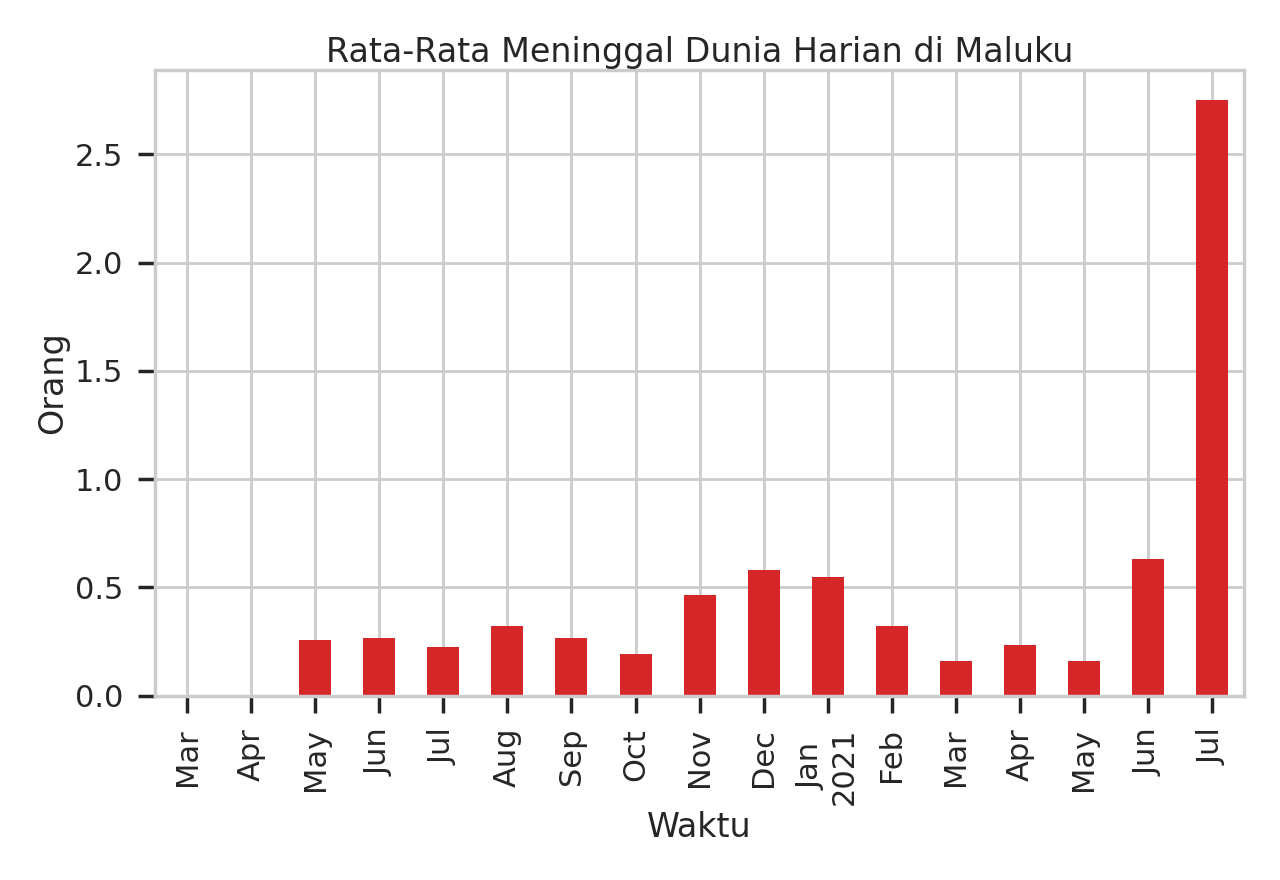 Rata-Rata Meninggal Dunia Harian di Maluku
Orang
2.5
2.0
1.5
1.0
0.5
0.0
Mar
Apr
May
Jun
Jul
Aug
Sep
Oct
Nov
Dec
Jan
2021
Feb
Mar
Apr
May
Jun
Jul
Waktu